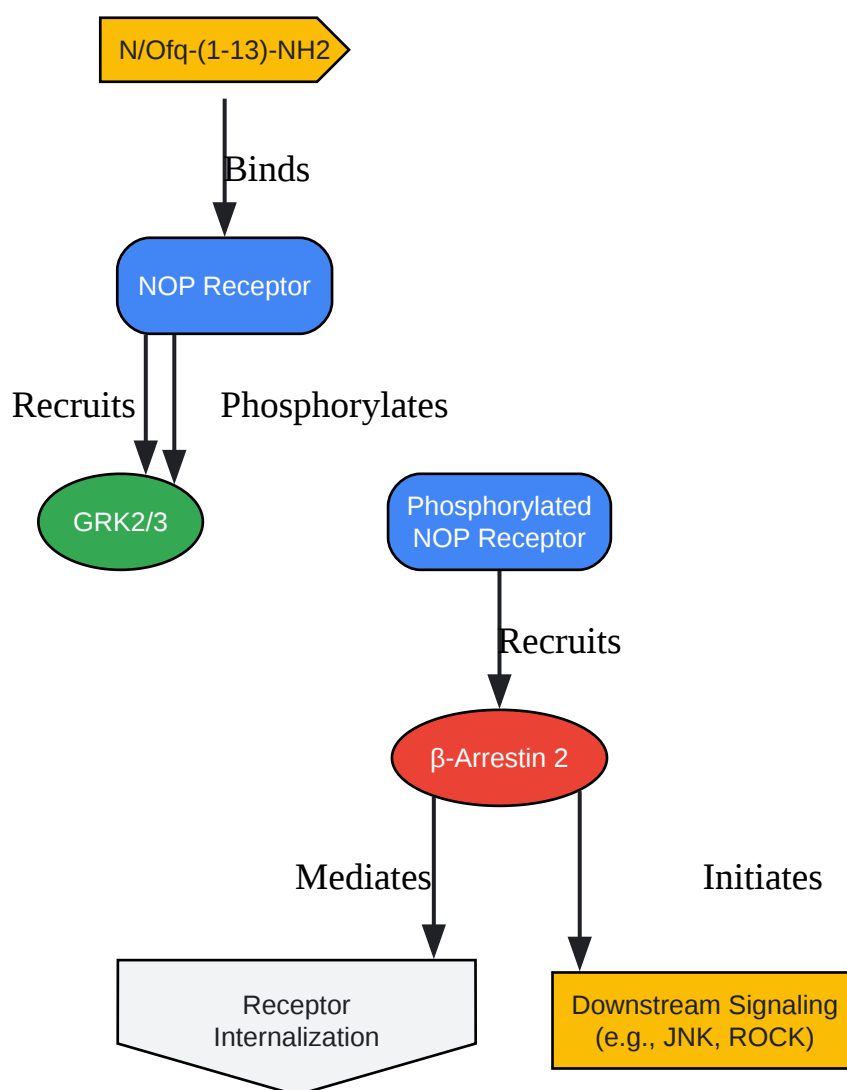 N/Ofq-(1-13)-NH2
Binds
NOP Receptor
Recruits
Phosphorylates
GRK2/3
Phosphorylated
NOP Receptor
Recruits
β-Arrestin 2
Mediates
Initiates
Receptor
Internalization
Downstream Signaling
(e.g., JNK, ROCK)